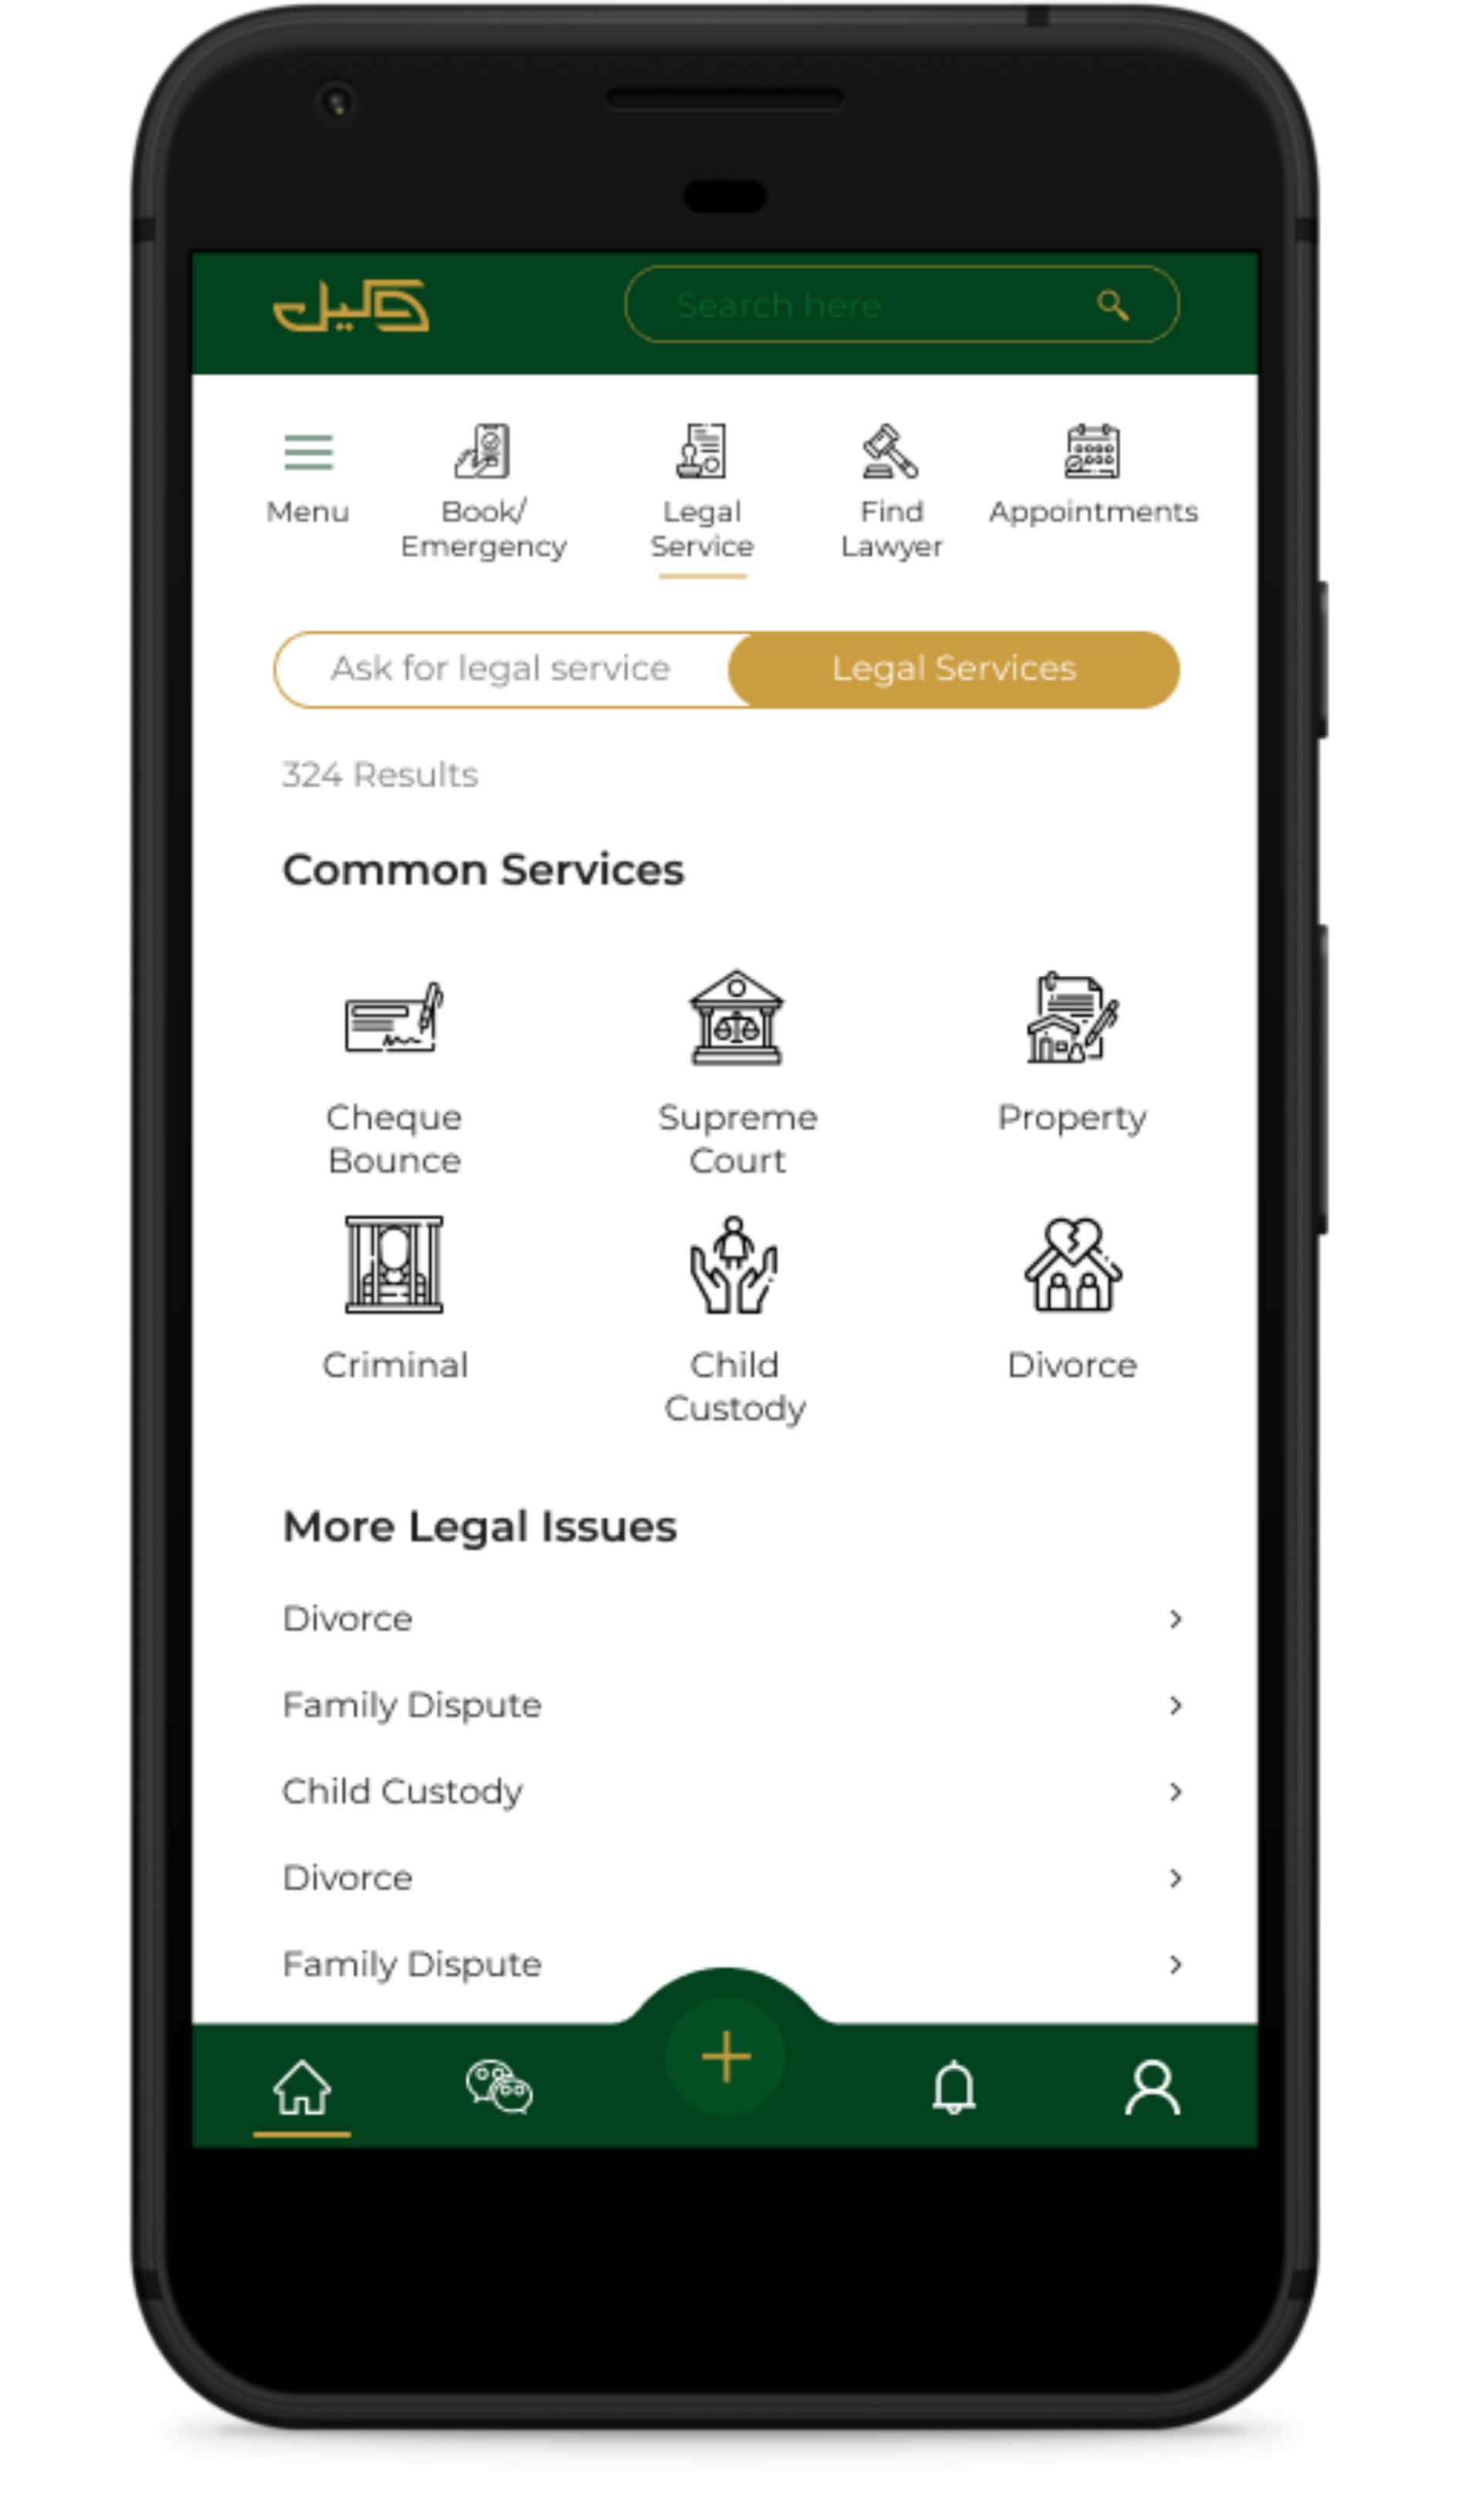 Search here
Menu
Book/
Emergency
Legal
Service
Find
Lawyer
Appointments
Ask for legal service
Legal Services
324 Results
Common Services
Cheque
Bounce
Supreme
Court
Property
Criminal
Child
Custody
Divorce
More Legal Issues
Divorce
Family Dispute
Child Custody
Divorce
Family Dispute